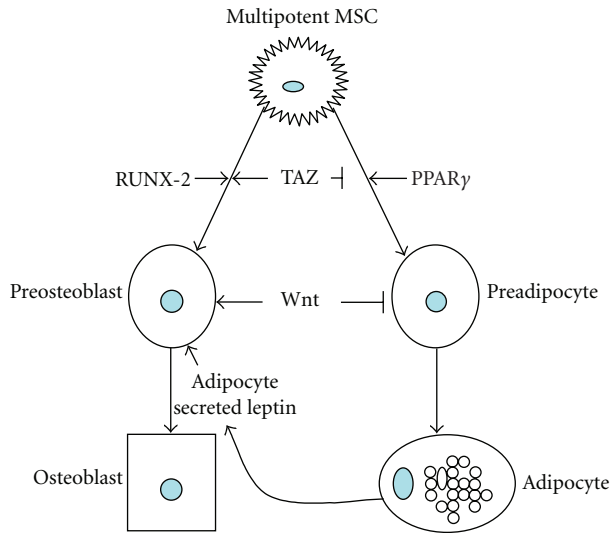 Multipotent MSC
RUNX-2
TAZ
PPARγ
Preosteoblast
Wnt
Preadipocyte
Adipocyte
secreted leptin
Osteoblast
Adipocyte